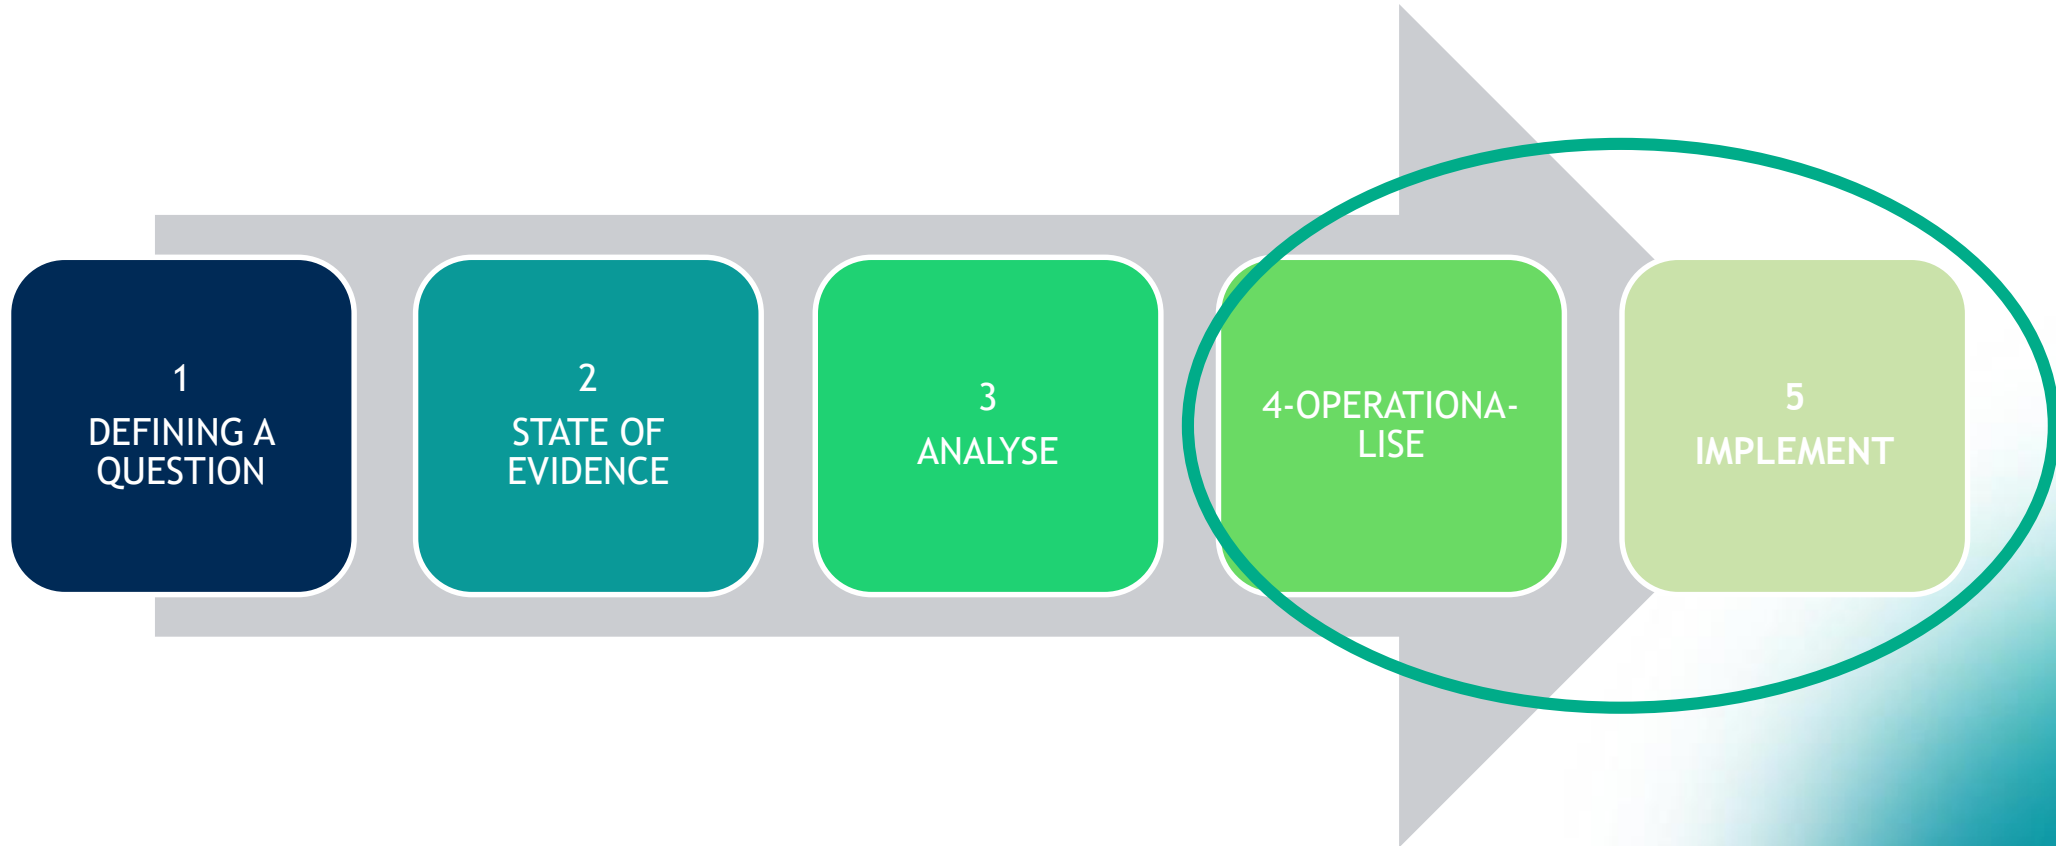 1
DEFINING A
QUESTION
2
STATE OF
EVIDENCE
3
ANALYSE
4-OPERATIONA-
LISE
5
IMPLEMENT